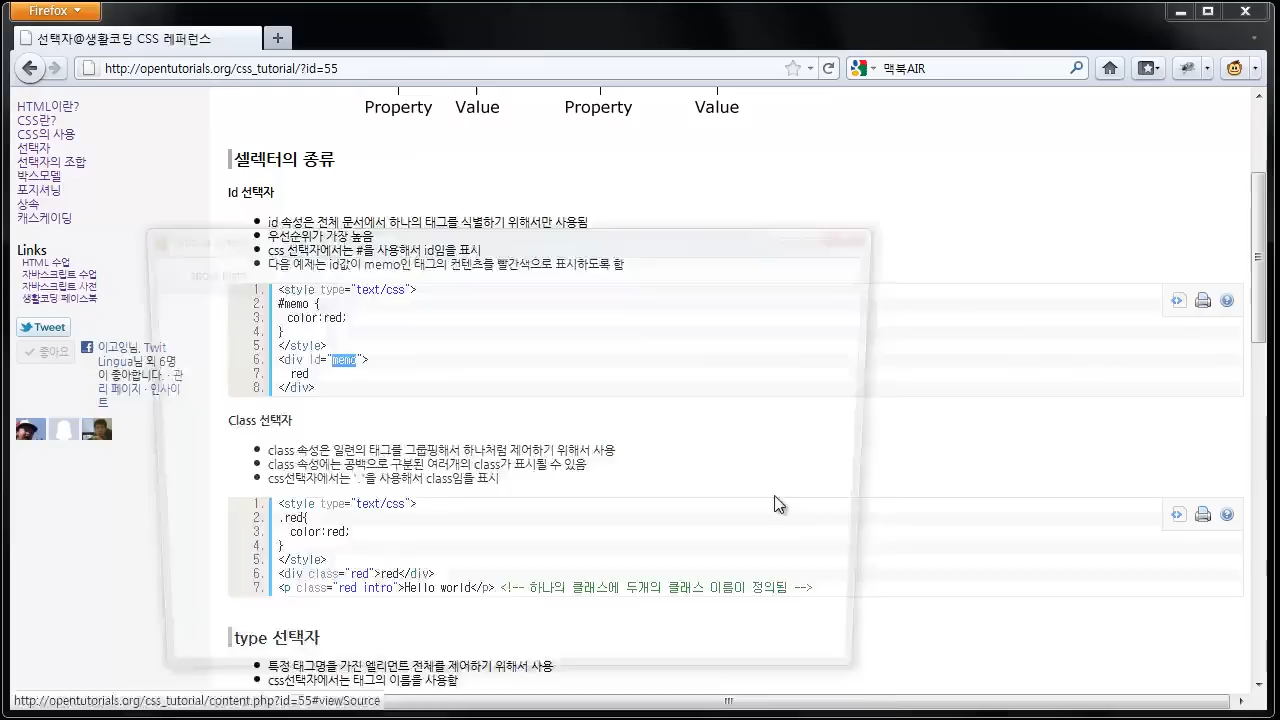 Firefox
선택자@생활코딩 CSS 레퍼런스
http://opentutorials.org/css_tutorial/?id=55
맥북AIR
HTML이란?
CSS란?
CSS의 사용
선택자
선택자의 조합
박스모델
포지셔닝
상속
캐스케이딩
Links
HTML 수업
자바스크립트 수업
자바스크립트 사전
생활코딩 페이스북
Tweet
좋아요
이고잉님, Twit
Lingua님 외 6명
이 좋아합니다. · 관
리 페이지 · 인사이
트
Property Value Property Value
셀렉터의 종류
Id 선택자
id 속성은 전체 문서에서 하나의 태그를 식별하기 위해서만 사용됨
우선순위가 가장 높음
css 선택자에서는 #을 사용해서 id임을 표시
다음 예제는 id값이 memo인 태그의 컨텐츠를 빨간색으로 표시하도록 함
1. <style type="text/css">
2. #memo {
3. color:red;
4. }
5. </style>
6. <div id="memo">
7. red
8. </div>
Class 선택자
class 속성은 일련의 태그를 그룹핑해서 하나처럼 제어하기 위해서 사용
class 속성에는 공백으로 구분된 여러개의 class가 표시될 수 있음
css선택자에서는 '.'을 사용해서 class임을 표시
1. <style type="text/css">
2. .red{
3. color:red;
4. }
5. </style>
6. <div class="red">red</div>
7. <p class="red intro">Hello world</p> <!-- 하나의 클래스에 두개의 클래스 이름이 정의됨 -->
type 선택자
특정 태그명을 가진 엘리먼트 전체를 제어하기 위해서 사용
css선택자에서는 태그의 이름을 사용함
http://opentutorials.org/css_tutorial/content.php?id=55#viewSource